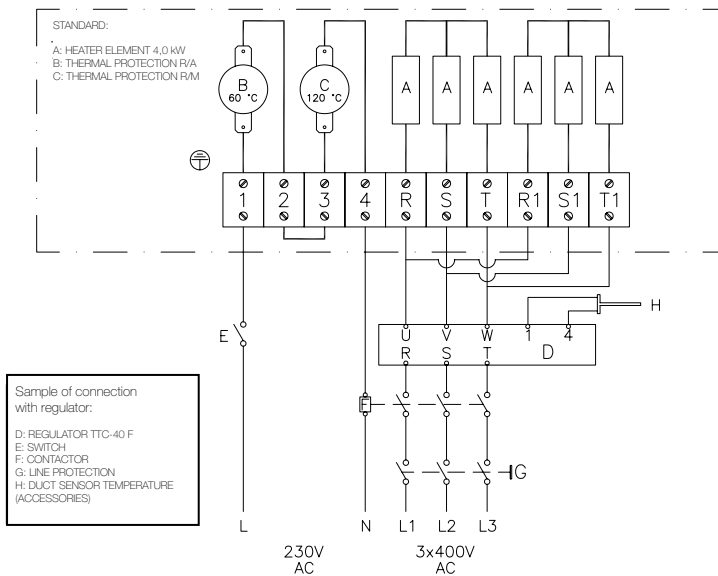 STANDARD:
A: HEATER ELEMENT 4,0 kW
B: THERMAL PROTECTION R/A
C: THERMAL PROTECTION R/M
B
60 °C
C
120 °C
A A A A A A
1 2 3 4 R S T R1 S1 T1
H
E
U V W 1 4
R S T D
F
G
Sample of connection
with regulator:
D: REGULATOR TTC-40 F
E: SWITCH
F: CONTACTOR
G: LINE PROTECTION
H: DUCT SENSOR TEMPERATURE
(ACCESSORIES)
L N L1 L2 L3
230V 3x400V
AC AC